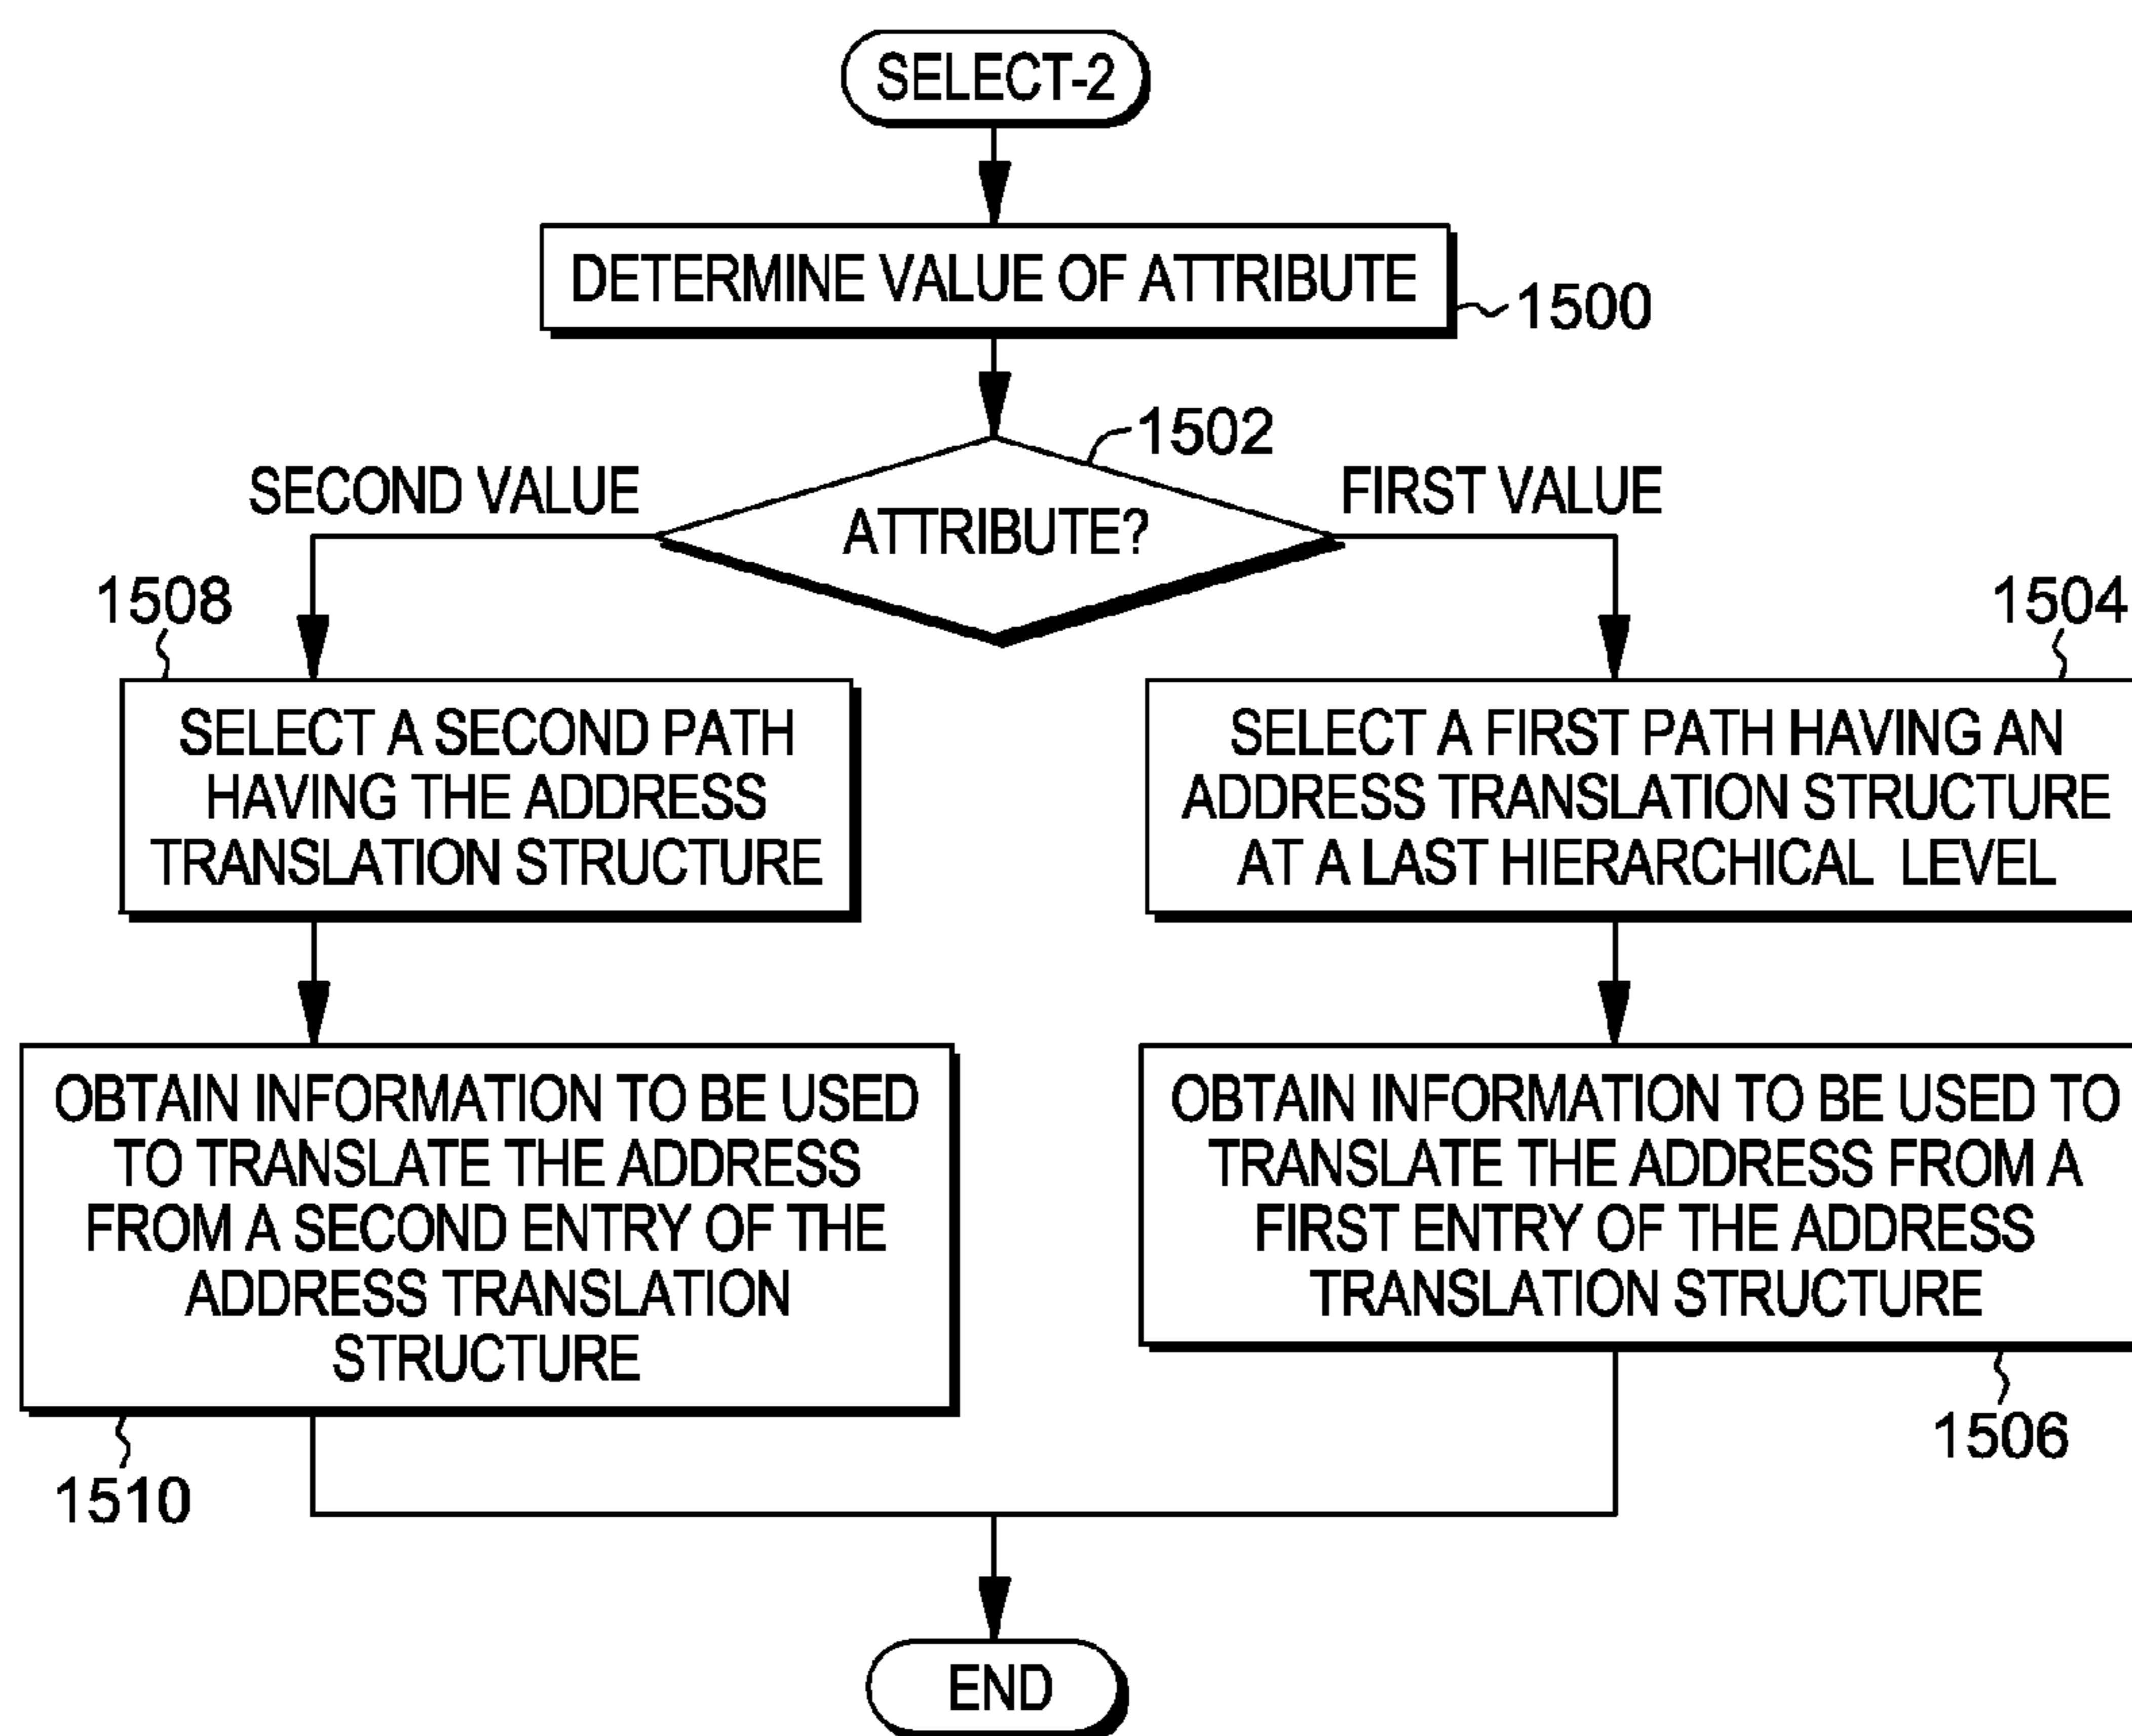 SELECT-2
DETERMINE VALUE OF ATTRIBUTE
1500
1502
SECOND VALUE
ATTRIBUTE?
FIRST VALUE
1508
SELECT A SECOND PATH
HAVING THE ADDRESS
TRANSLATION STRUCTURE
1504
SELECT A FIRST PATH HAVING AN
ADDRESS TRANSLATION STRUCTURE
AT A LAST HIERARCHICAL LEVEL
OBTAIN INFORMATION TO BE USED
TO TRANSLATE THE ADDRESS
FROM A SECOND ENTRY OF THE
ADDRESS TRANSLATION
STRUCTURE
1510
OBTAIN INFORMATION TO BE USED TO
TRANSLATE THE ADDRESS FROM A
FIRST ENTRY OF THE ADDRESS
TRANSLATION STRUCTURE
1506
END